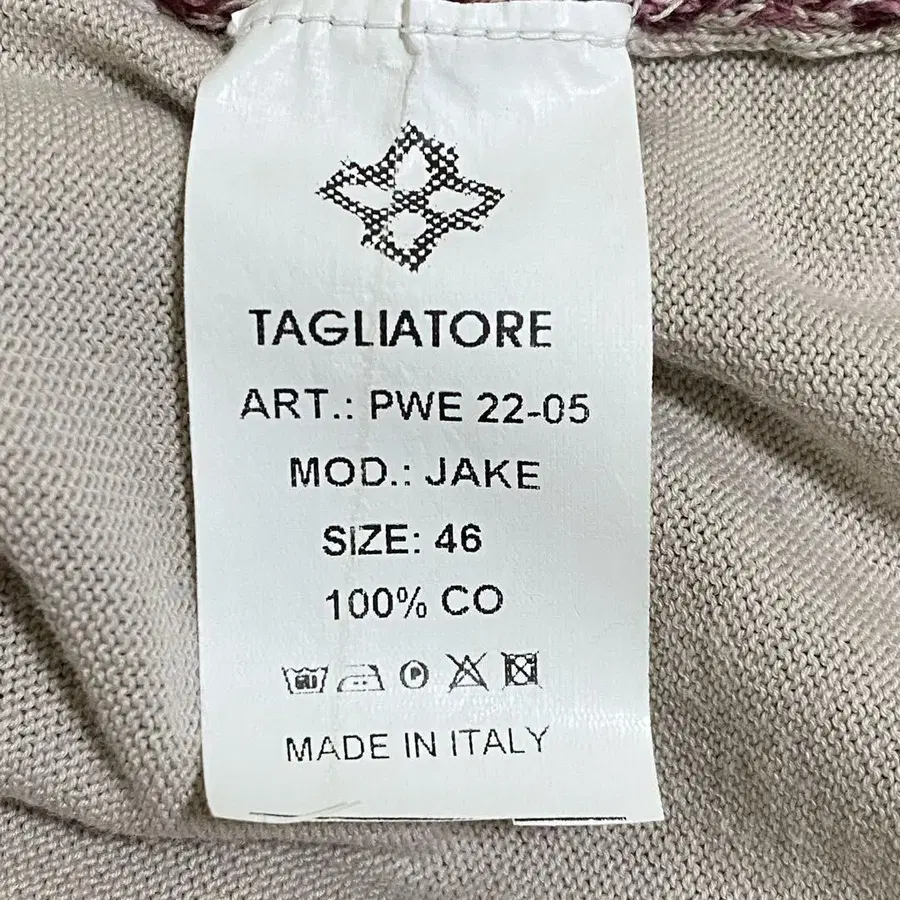 TAGLIATORE
ART.: PWE 22-05
MOD.: JAKE
SIZE: 46
100% CO
P
MADE IN ITALY